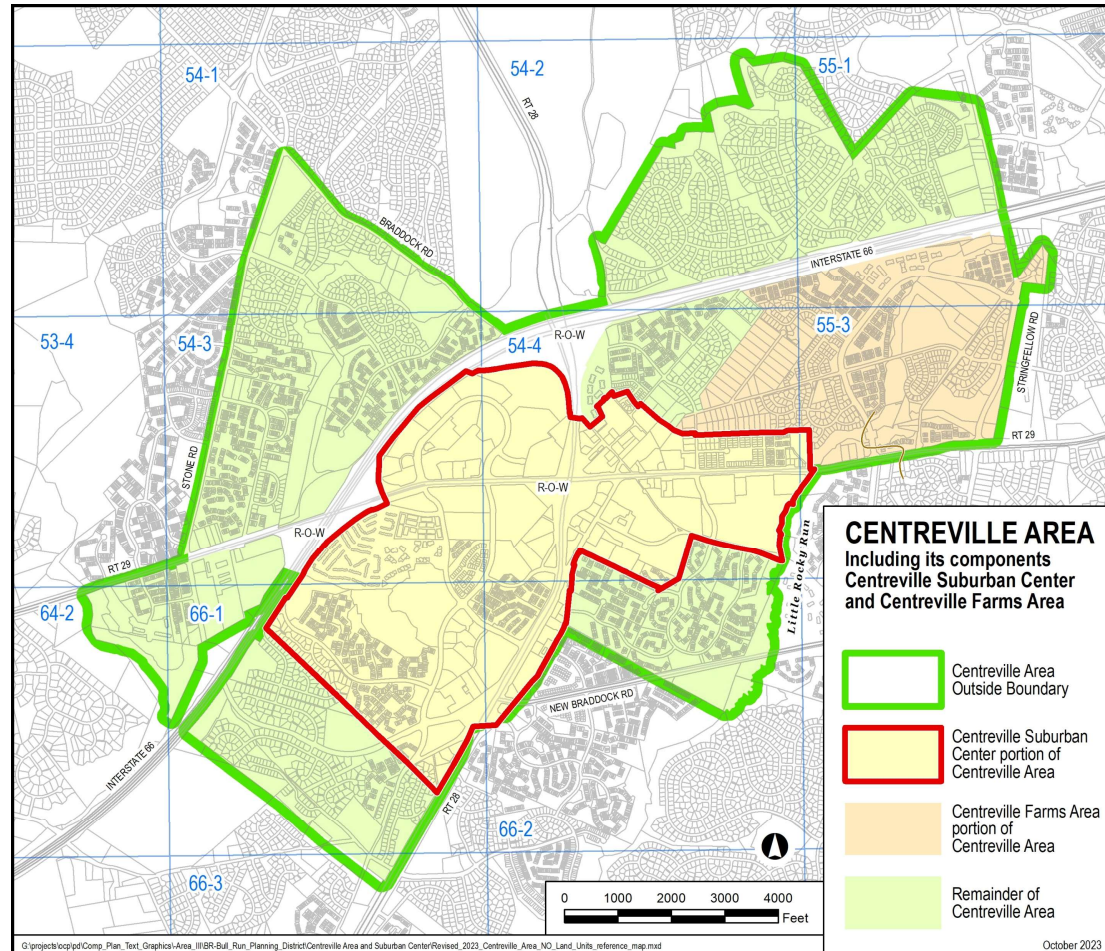 54-1
54-2
55-1
RT 28
BRADDOCK RD
INTERSTATE 66
53-4
54-3
R-O-W
54-4
55-3
STRINGFELLOW RD
RT 29
STONE RD
R-O-W
R-O-W
RT 29
64-2
66-1
Little Rocky Run
NEW BRADDOCK RD
INTERSTATE 66
RT 28
66-2
66-3
CENTREVILLE AREA
Including its components
Centreville Suburban Center
and Centreville Farms Area
Centreville Area
Outside Boundary
Centreville Suburban
Center portion of
Centreville Area
Centreville Farms Area
portion of
Centreville Area
Remainder of
Centreville Area
0 1000 2000 3000 4000
Feet
G:\projects\ocp\pd\Comp_Plan_Text_Graphics\-Area_III\BR-Bull_Run_Planning_District\Centreville Area and Suburban Center\Revised_2023_Centreville_Area_NO_Land_Units_reference_map.mxd
October 2023